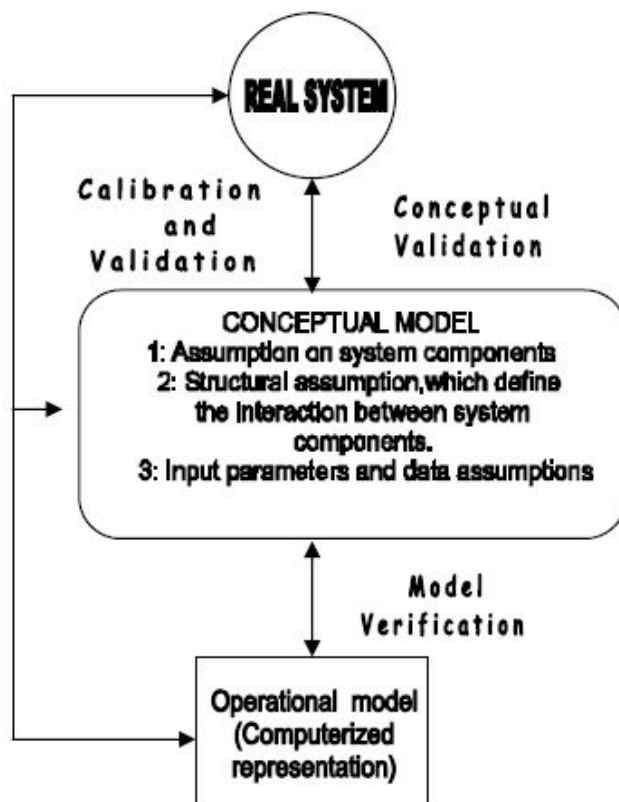 REAL SYSTEM
Calibration
and
Validation
Conceptual
Validation
CONCEPTUAL MODEL
1: Assumption on system components
2: Structural assumption,which define
the interaction between system
components.
3: Input parameters and data assumptions
Model
Verification
Operational model
(Computerized
representation)